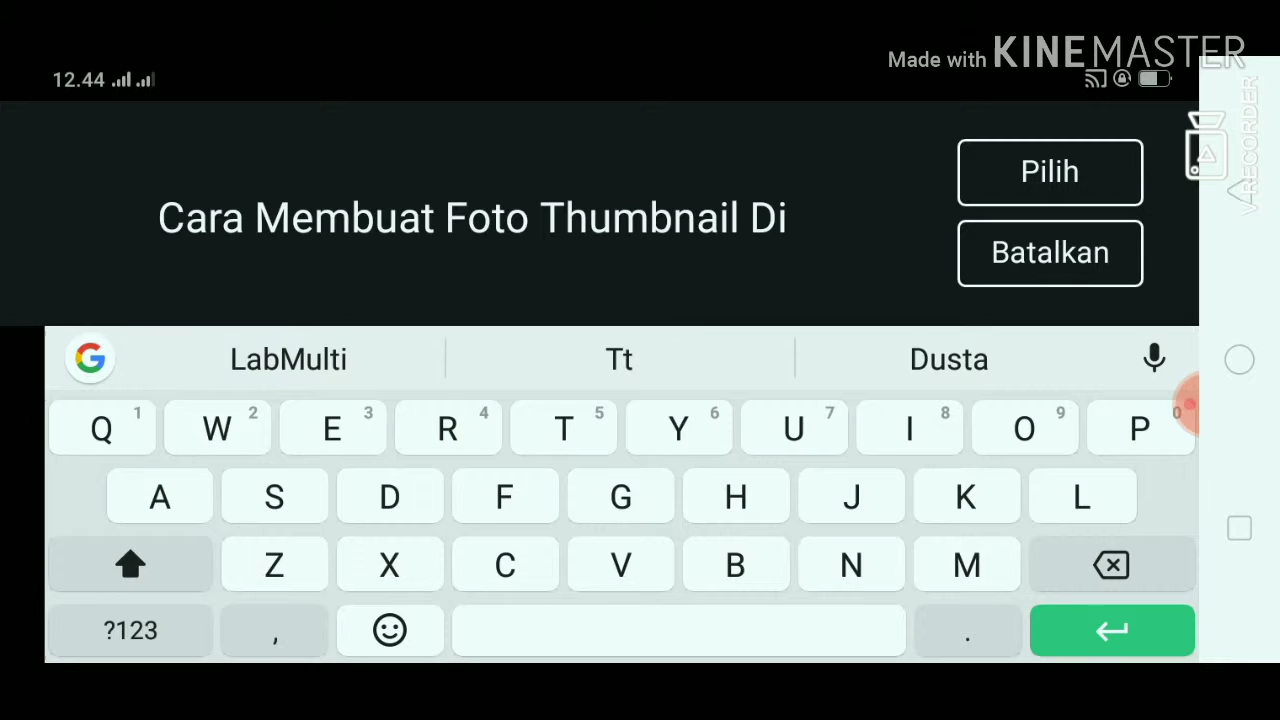 Made with KINEMASTER
12.44
VRECORDER
Cara Membuat Foto Thumbnail Di
Pilih
Batalkan
G LabMulti Tt Dusta
Q 1 W 2 E 3 R 4 T 5 Y 6 U 7 I 8 O 9 P 0
A S D F G H J K L
Z X C V B N M
?123 , .